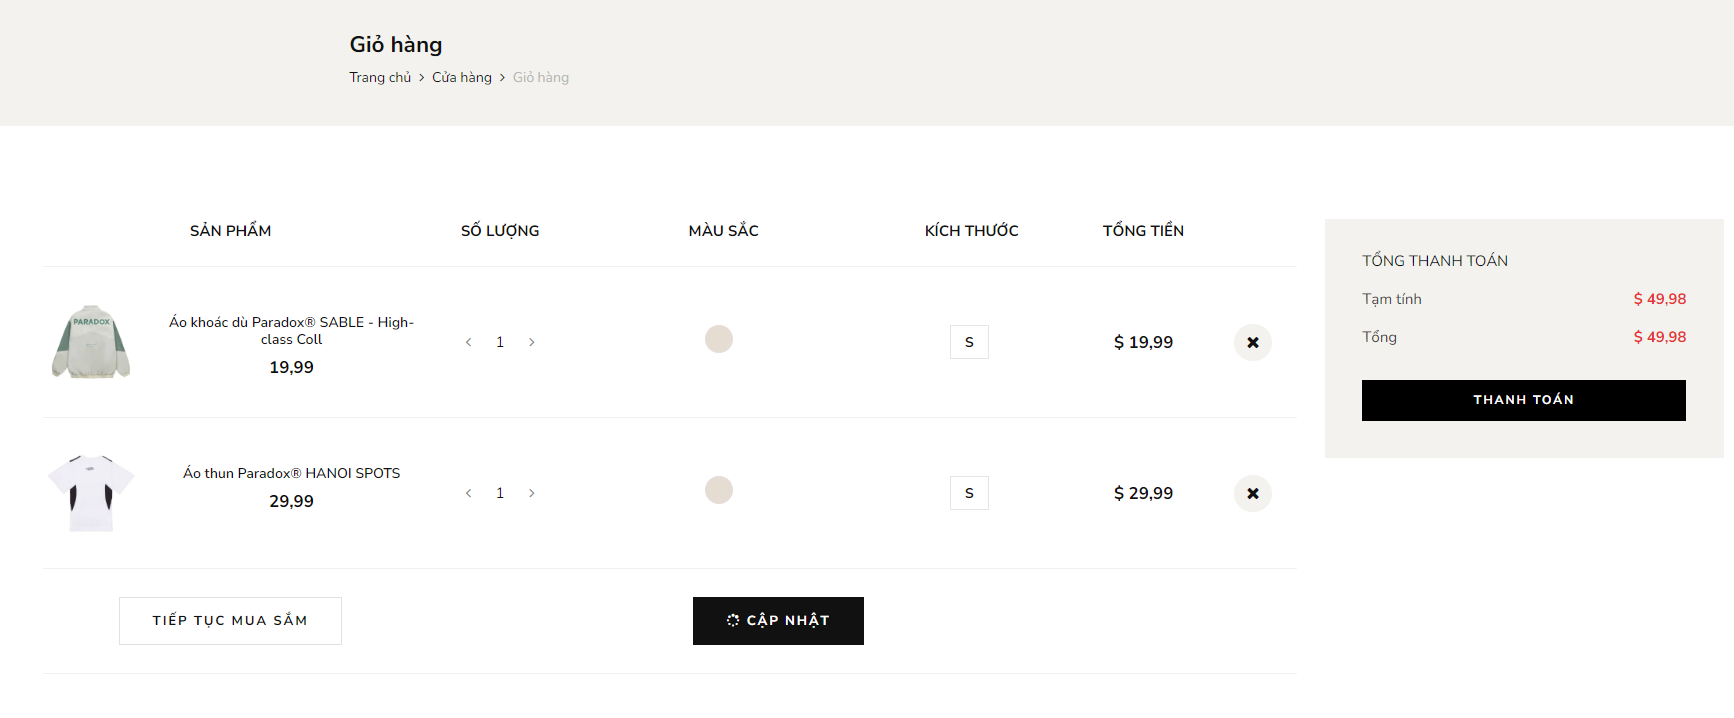 Giỏ hàng
Trang chủ > Cửa hàng > Giỏ hàng
SẢN PHẨM SỐ LƯỢNG MÀU SẮC KÍCH THƯỚC TỔNG TIỀN
PARADOX
Áo khoác dù Paradox® SABLE - High-
class Coll
19,99
1
S
$ 19,99
Áo thun Paradox® HANOI SPOTS
29,99
1
S
$ 29,99
TIẾP TỤC MUA SẮM
CẬP NHẬT
TỔNG THANH TOÁN
Tạm tính $ 49,98
Tổng $ 49,98
THANH TOÁN